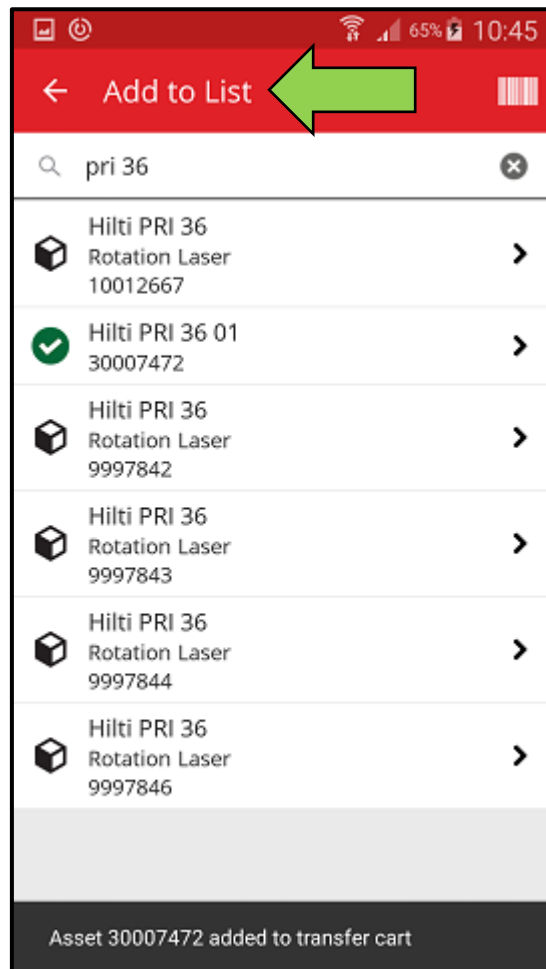 65% 10:45
Add to List
pri 36
Hilti PRI 36
Rotation Laser
10012667
Hilti PRI 36 01
30007472
Hilti PRI 36
Rotation Laser
9997842
Hilti PRI 36
Rotation Laser
9997843
Hilti PRI 36
Rotation Laser
9997844
Hilti PRI 36
Rotation Laser
9997846
Asset 30007472 added to transfer cart